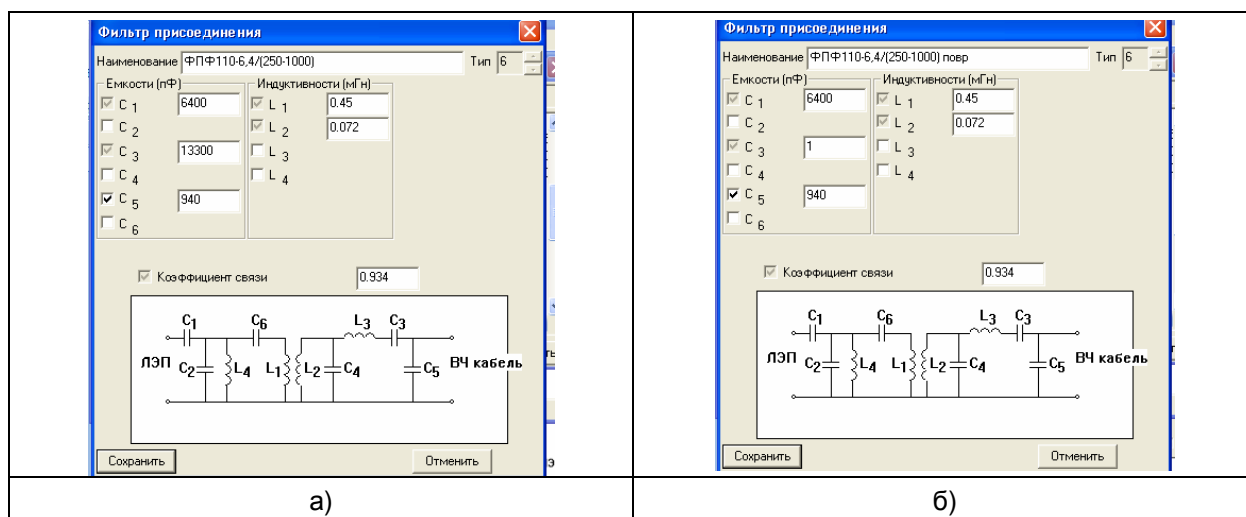 Фильтр присоединения
Наименование ФПФ110-6,4/(250-1000) Тип 6
Емкости (пФ) Индуктивности (мГн)
C 1 6400 L 1 0.45
C 2 L 2 0.072
C 3 13300 L 3
C 4 L 4
C 5 940
C 6
Коэффициент связи 0.934
C1 C6 L3 C3
ЛЭП C2 L4 L1 L2 C4 C5 ВЧ кабель
Сохранить Отменить
а)
Фильтр присоединения
Наименование ФПФ110-6,4/(250-1000) повр Тип 6
Емкости (пФ) Индуктивности (мГн)
C 1 6400 L 1 0.45
C 2 L 2 0.072
C 3 1 L 3
C 4 L 4
C 5 940
C 6
Коэффициент связи 0.934
C1 C6 L3 C3
ЛЭП C2 L4 L1 L2 C4 C5 ВЧ кабель
Сохранить Отменить
б)